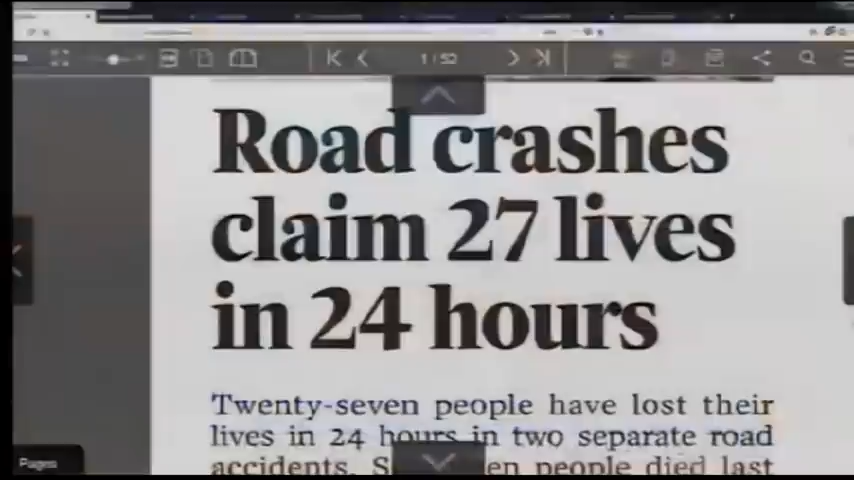 1 / 52
Road crashes
claim 27 lives
in 24 hours
Twenty-seven people have lost their
lives in 24 hours in two separate road
accidents. S en people died last
Pages